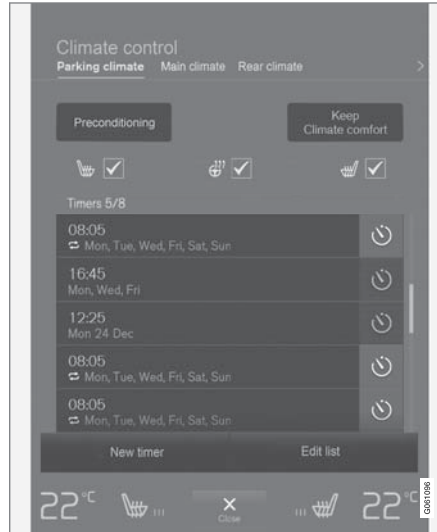 Climate control
Parking climate Main climate Rear climate
Preconditioning
Keep
Climate comfort
Timers 5/8
08:05
Mon, Tue, Wed, Fri, Sat, Sun
16:45
Mon, Wed, Fri
12:25
Mon 24 Dec
08:05
Mon, Tue, Wed, Fri, Sat, Sun
08:05
Mon, Tue, Wed, Fri, Sat, Sun
New timer Edit list
22°C Close 22°C
G061096